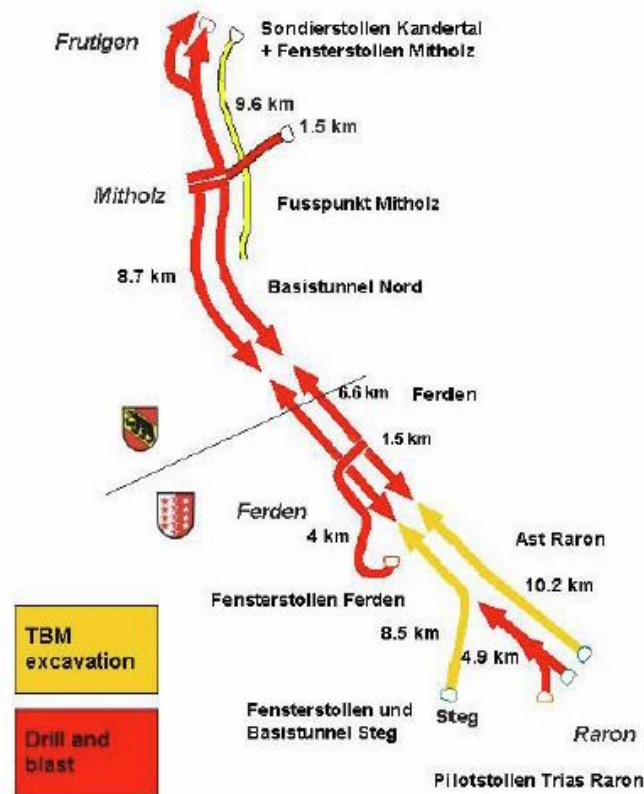 Frutigen
Sondierstollen Kandertal
+ Fensterstollen Mitholz
9.6 km
1.5 km
Mitholz
Fusspunkt Mitholz
8.7 km
Basistunnel Nord
6.6 km
Ferden
1.5 km
Ferden
4 km
Ast Raron
10.2 km
Fensterstollen Ferden
8.5 km
TBM
excavation
4.9 km
Fensterstollen und
Basistunnel Steg
Steg
Raron
Drill and
blast
Pilotstollen Trias Raron